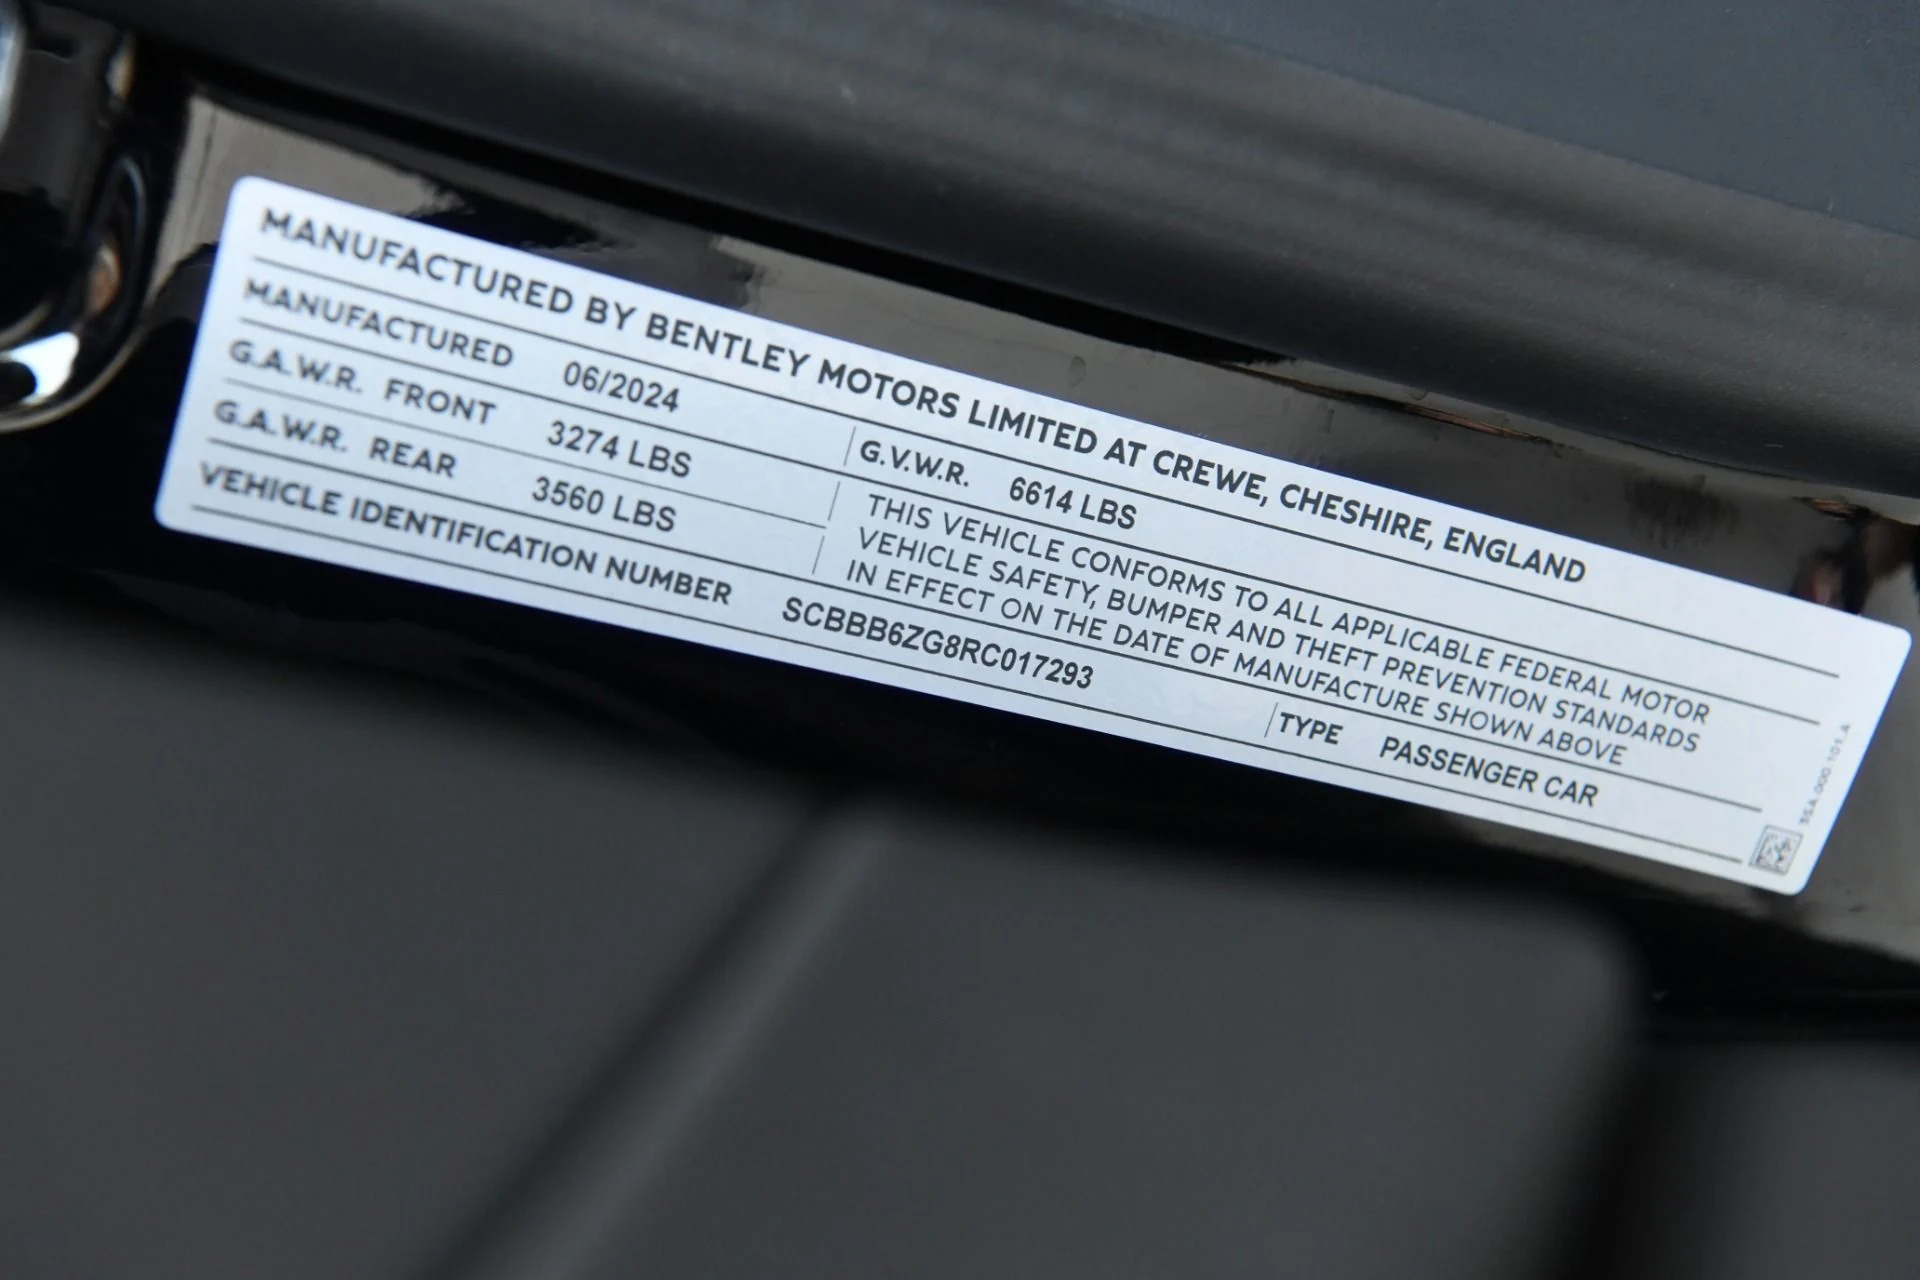 MANUFACTURED BY BENTLEY MOTORS LIMITED AT CREWE, CHESHIRE, ENGLAND
MANUFACTURED 06/2024 G.V.W.R. 6614 LBS
G.A.W.R. FRONT 3274 LBS
G.A.W.R. REAR 3560 LBS
THIS VEHICLE CONFORMS TO ALL APPLICABLE FEDERAL MOTOR
VEHICLE SAFETY, BUMPER AND THEFT PREVENTION STANDARDS
IN EFFECT ON THE DATE OF MANUFACTURE SHOWN ABOVE
VEHICLE IDENTIFICATION NUMBER SCBBB6ZG8RC017293 TYPE PASSENGER CAR